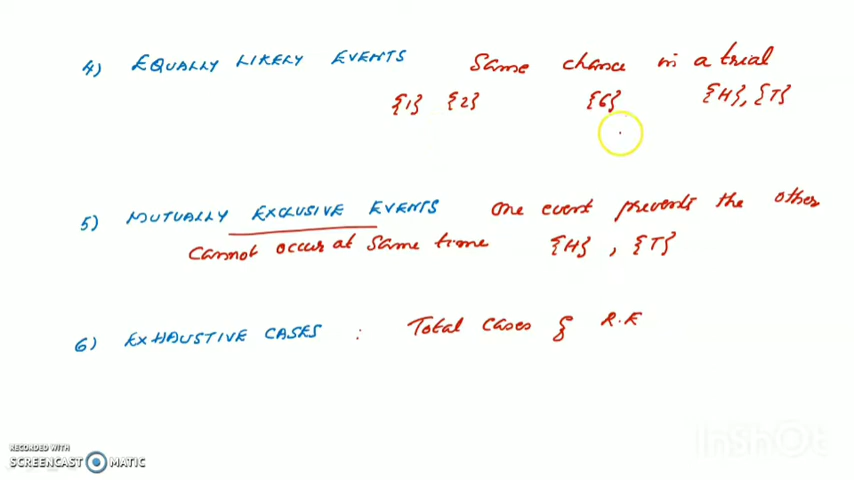 4) EQUALLY LIKELY EVENTS Same chance in a trial
{1} {2} {6} {H}, {T}
5) MUTUALLY EXCLUSIVE EVENTS One event prevents the other
cannot occur at same time {H} , {T}
6) EXHAUSTIVE CASES : Total cases of R.E
RECORDED WITH
SCREENCAST MATIC
InshOt